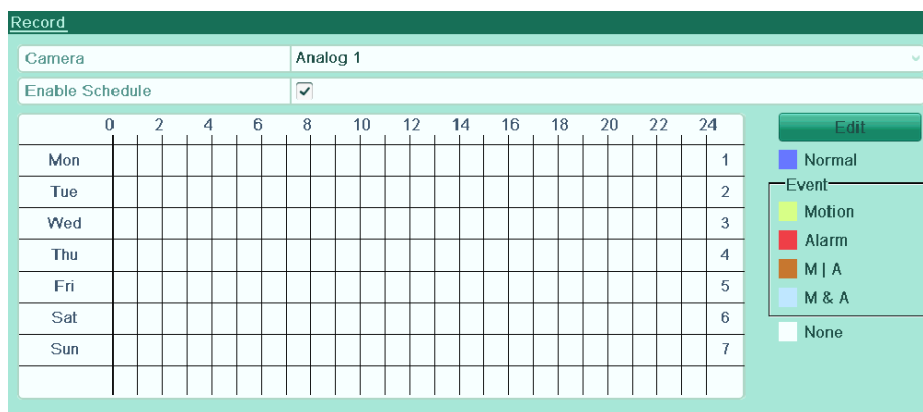 Record
Camera Analog 1
Enable Schedule
0 2 4 6 8 10 12 14 16 18 20 22 24
Edit
Mon 1
Normal
Tue 2
Event
Motion
Wed 3
Alarm
Thu 4
M | A
Fri 5
M & A
Sat 6
None
Sun 7